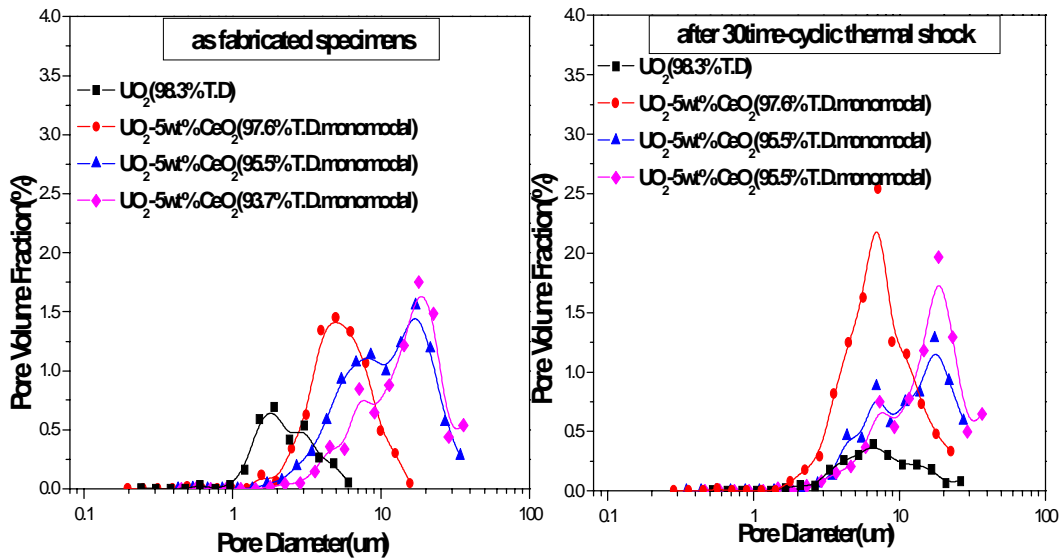 as fabricated specimens
UO2(98.3%T.D)
UO2-5wt%CeO2(97.6%T.D.monomodal)
UO2-5wt%CeO2(95.5%T.D.monomodal)
UO2-5wt%CeO2(93.7%T.D.monomodal)
Pore Volume Fraction(%)
4.0
3.5
3.0
2.5
2.0
1.5
1.0
0.5
0.0
0.1 1 10 100
Pore Diameter(um)
after 30time-cyclic thermal shock
UO2(98.3%T.D)
UO2-5wt%CeO2(97.6%T.D.monomodal)
UO2-5wt%CeO2(95.5%T.D.monomodal)
UO2-5wt%CeO2(95.5%T.D.monomodal)
Pore Volume Fraction(%)
4.0
3.5
3.0
2.5
2.0
1.5
1.0
0.5
0.0
0.1 1 10 100
Pore Diameter(um)